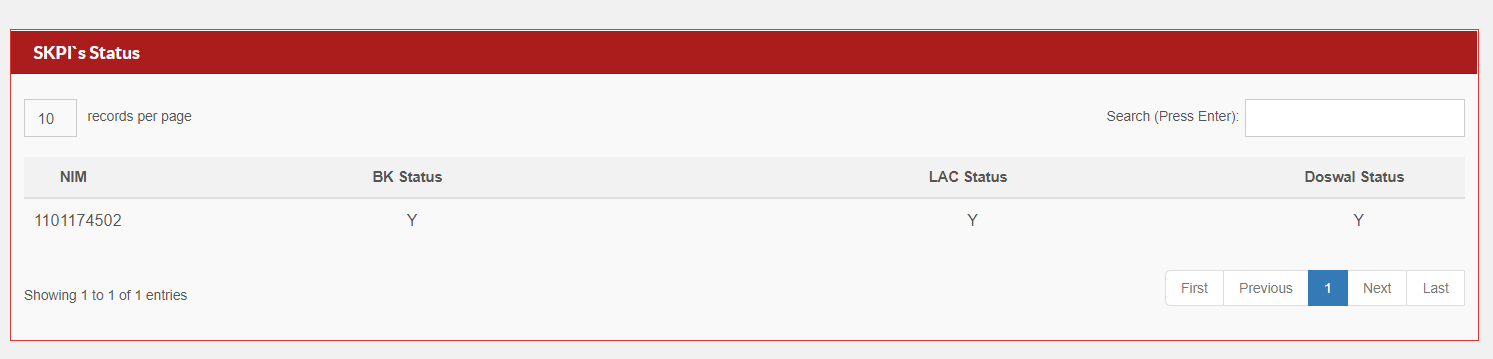 SKPI`s Status
10 records per page Search (Press Enter):
NIM BK Status LAC Status Doswal Status
1101174502 Y Y Y
Showing 1 to 1 of 1 entries First Previous 1 Next Last